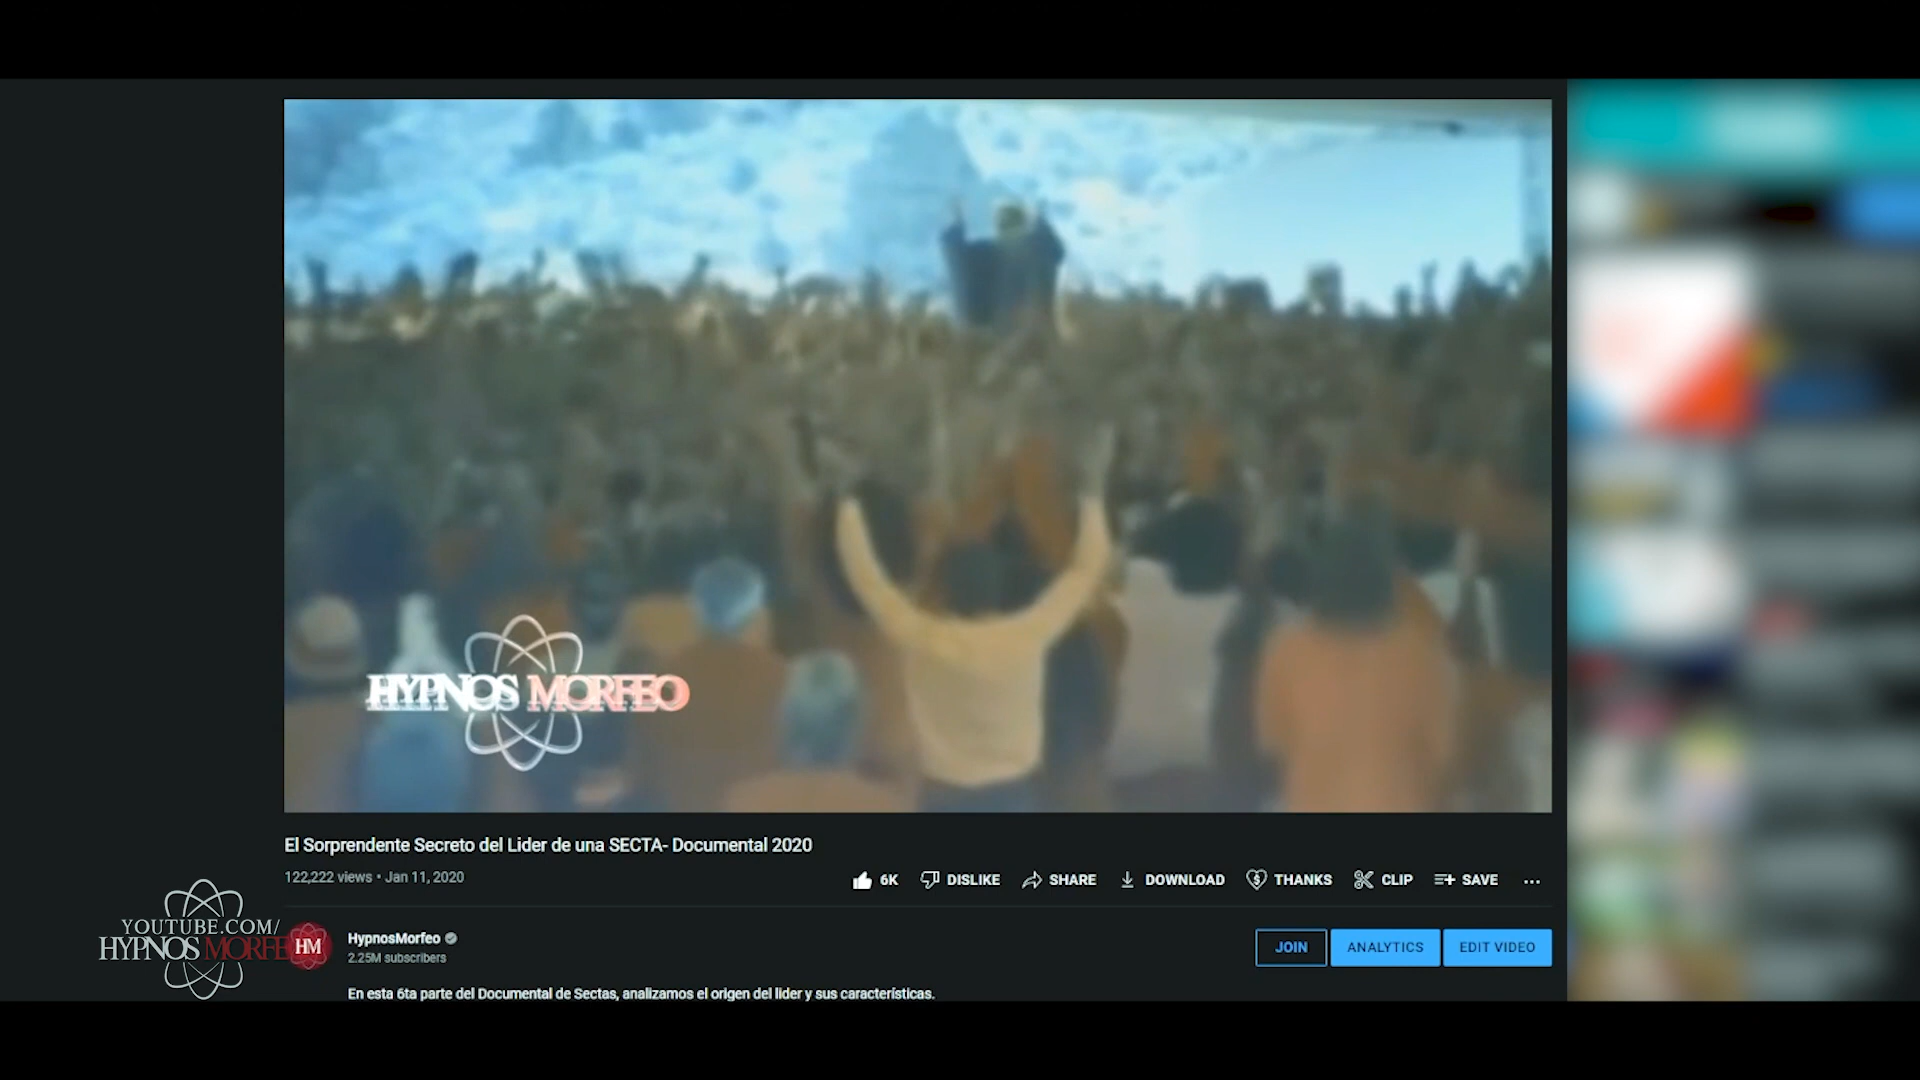 HYPNOS MORFEO
El Sorprendente Secreto del Lider de una SECTA- Documental 2020
122,222 views • Jan 11, 2020
6K DISLIKE SHARE DOWNLOAD THANKS CLIP SAVE ...
YOUTUBE.COM/
HYPNOS MORFE
HM
HypnosMorfeo
2.25M subscribers
JOIN ANALYTICS EDIT VIDEO
En esta 6ta parte del Documental de Sectas, analizamos el origen del lider y sus características.